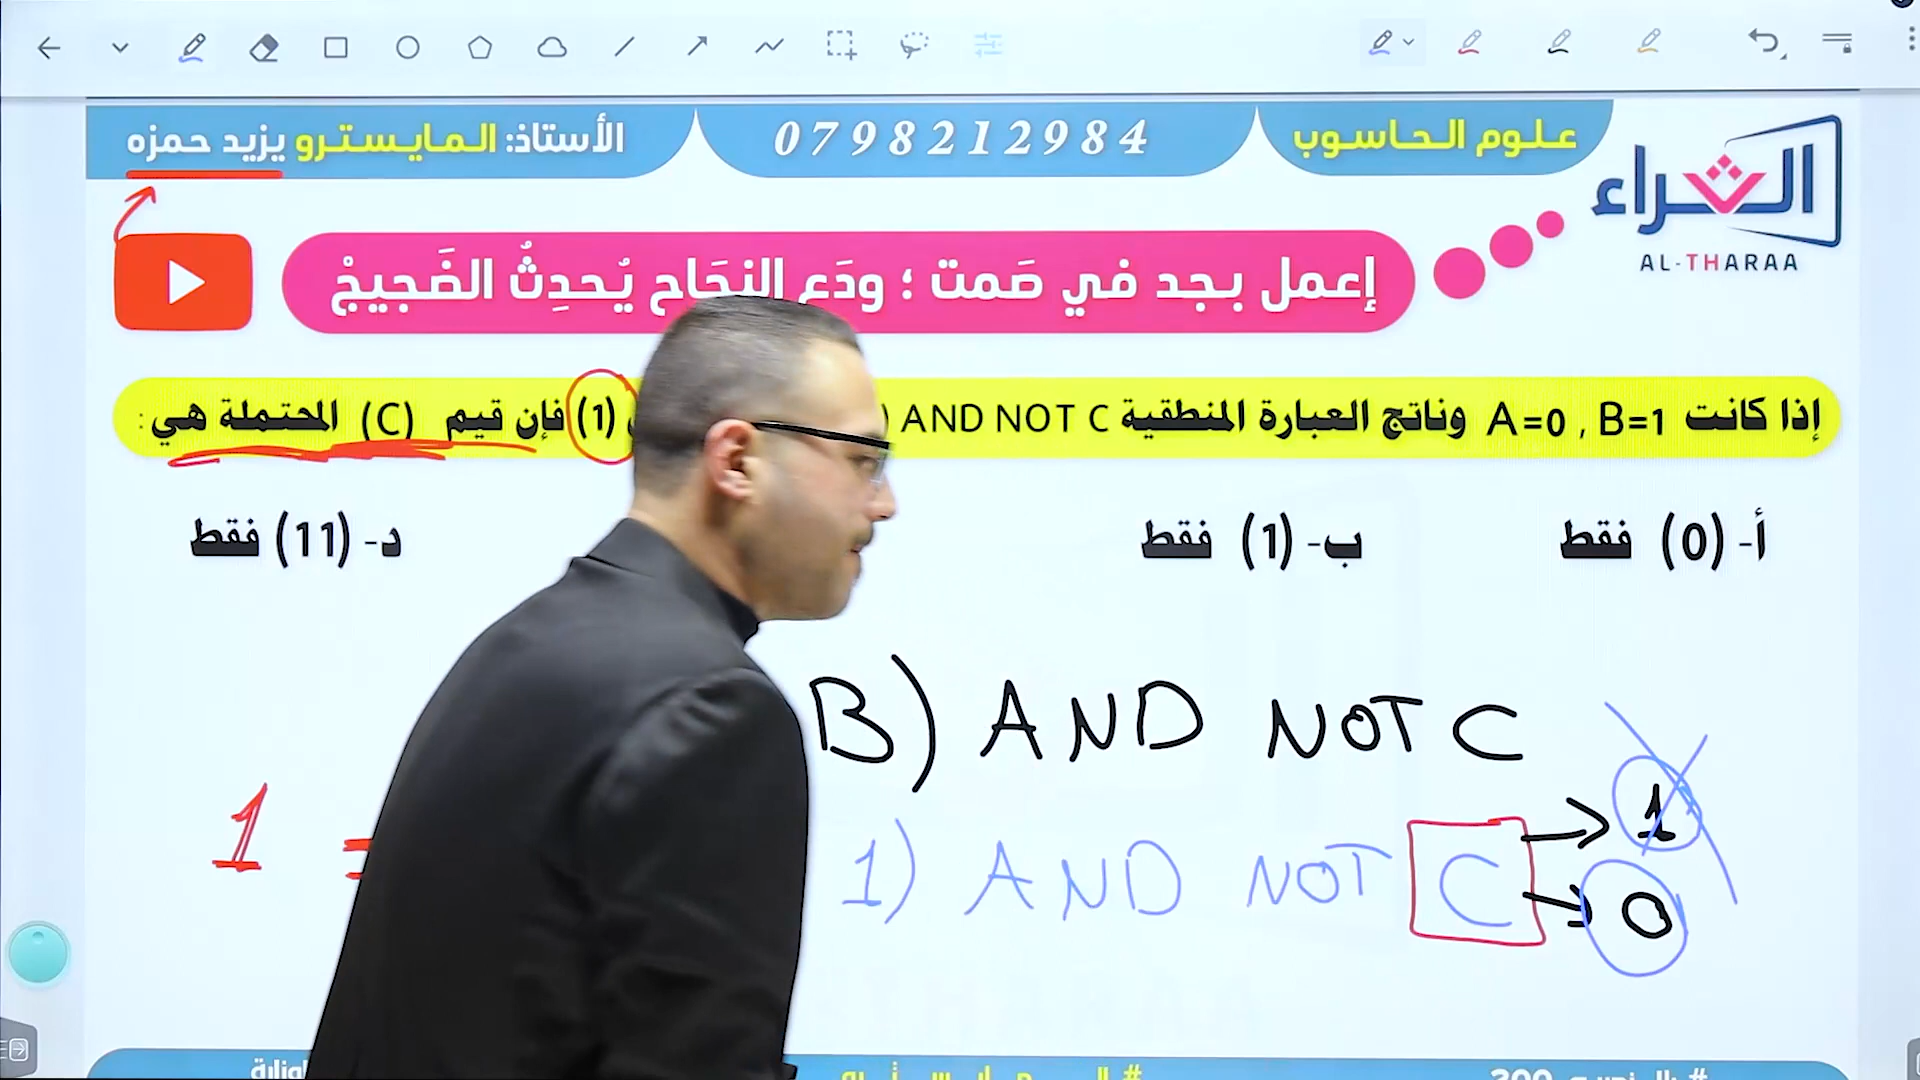 الأستاذ: المايسترو يزيد حمزه
0798212984
علوم الحاسوب
الثراء
AL-THARAA
إعمل بجد في صَمت ؛ ودَع النجَاح يُحدِثُ الضَجيجْ
إذا كانت A=0 , B=1 وناتج العبارة المنطقية ) AND NOT C (1) فإن قيم (C) المحتملة هي :
أ- (0) فقط
ب- (1) فقط
د- (11) فقط
B) AND NOT C
1
1 =
1) AND NOT C
0